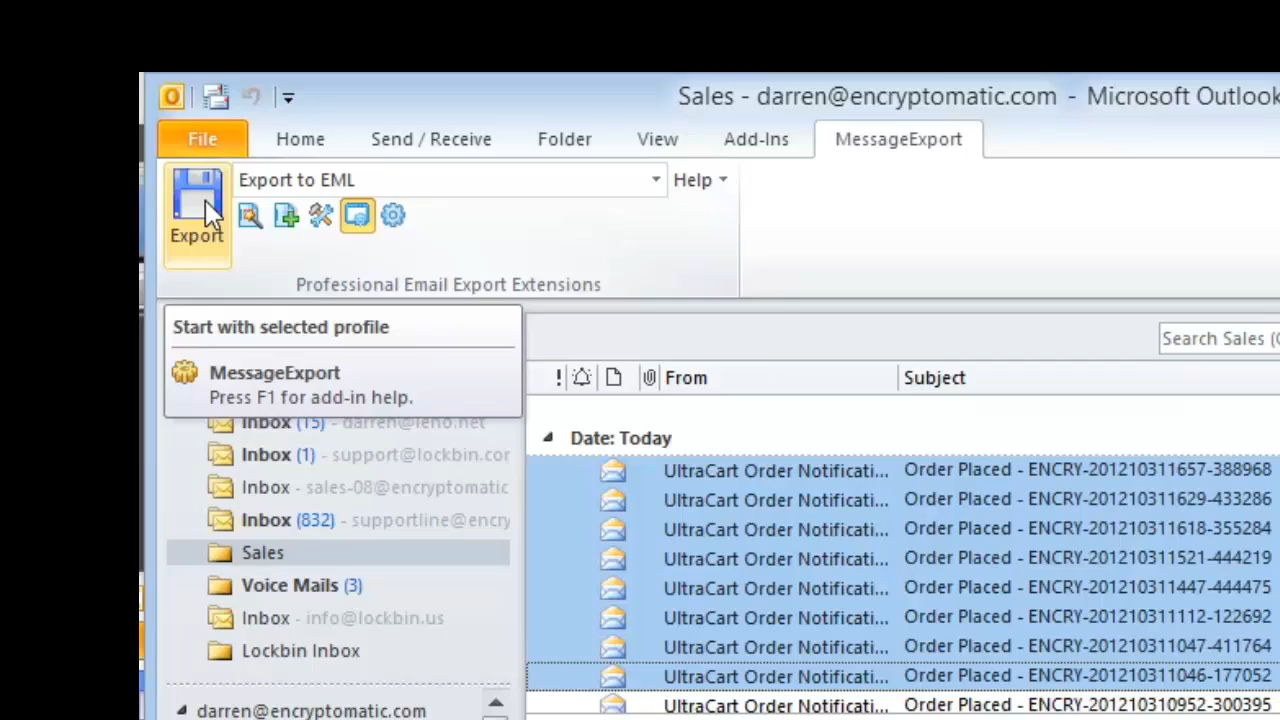 Sales - darren@encryptomatic.com - Microsoft Outlook
File Home Send / Receive Folder View Add-Ins MessageExport
Export to EML Help
Export
Professional Email Export Extensions
Start with selected profile
MessageExport
Press F1 for add-in help.
Search Sales (
! From Subject
Inbox (15) - darren@leho.net
Inbox (1) - support@lockbin.cor
Inbox - sales-08@encryptomatic
Inbox (832) - supportline@encry
Sales
Voice Mails (3)
Inbox - info@lockbin.us
Lockbin Inbox
darren@encryptomatic.com
Date: Today
UltraCart Order Notificati... Order Placed - ENCRY-201210311657-388968
UltraCart Order Notificati... Order Placed - ENCRY-201210311629-433286
UltraCart Order Notificati... Order Placed - ENCRY-201210311618-355284
UltraCart Order Notificati... Order Placed - ENCRY-201210311521-444219
UltraCart Order Notificati... Order Placed - ENCRY-201210311447-444475
UltraCart Order Notificati... Order Placed - ENCRY-201210311112-122692
UltraCart Order Notificati... Order Placed - ENCRY-201210311047-411764
UltraCart Order Notificati... Order Placed - ENCRY-201210311046-177052
UltraCart Order Notificati... Order Placed - ENCRY-201210310952-300395